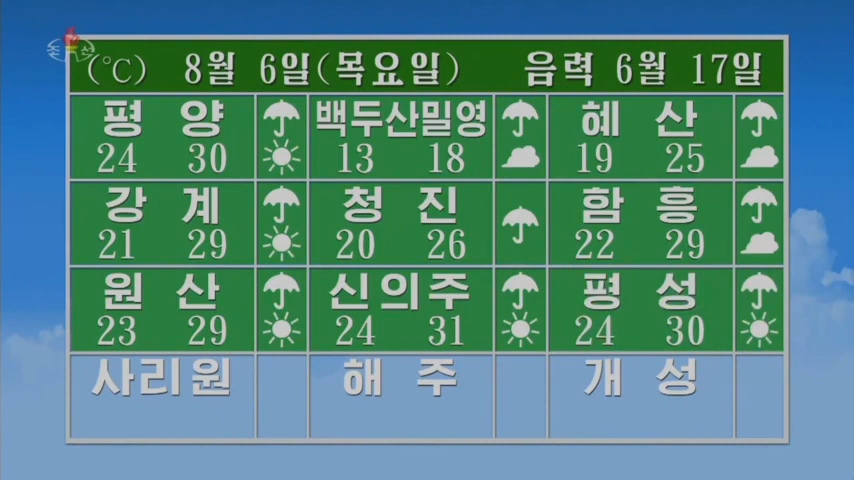 조선
(℃) 8월 6일(목요일) 음력 6월 17일
평양 백두산밀영 혜산
24 30 13 18 19 25
강계 청진 함흥
21 29 20 26 22 29
원산 신의주 평성
23 29 24 31 24 30
사리원 해주 개성